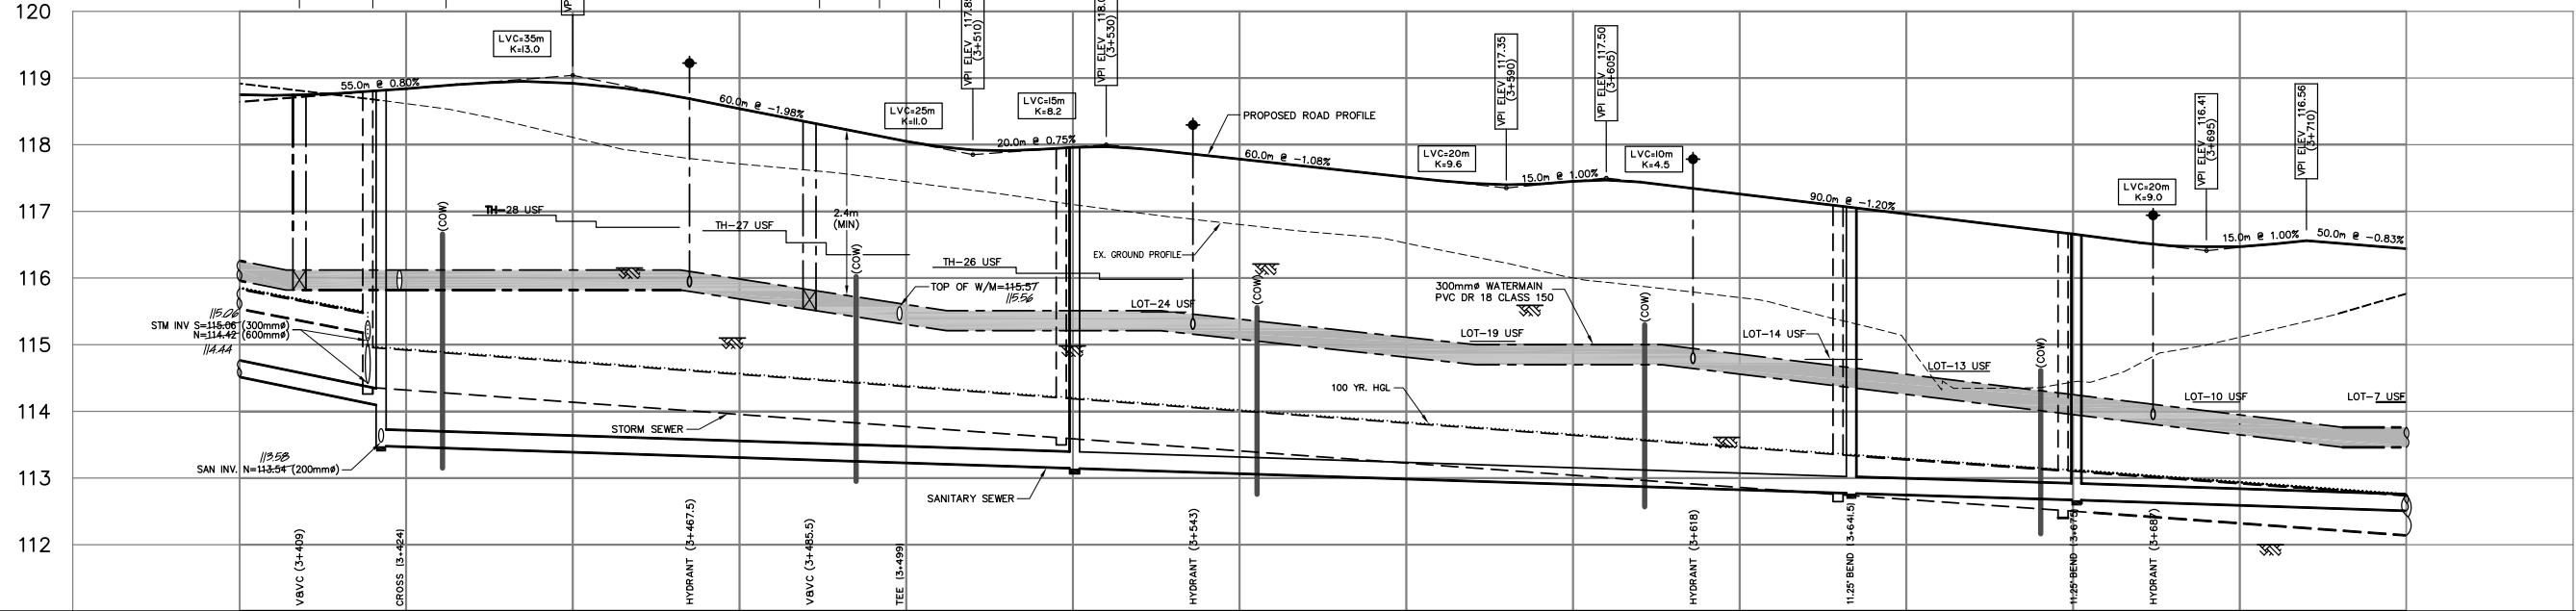 120
119
118
117
116
115
114
113
112
VPI
LVC=35m
K=13.0
55.0m @ 0.80%
60.0m @ -1.98%
LVC=25m
K=11.0
VPI ELEV 117.85
(3+510)
LVC=15m
K=8.2
VPI ELEV 118.0
(3+530)
20.0m @ 0.75%
PROPOSED ROAD PROFILE
60.0m @ -1.08%
LVC=20m
K=9.6
VPI ELEV 117.35
(3+590)
15.0m @ 1.00%
VPI ELEV 117.50
(3+605)
LVC=10m
K=4.5
90.0m @ -1.20%
LVC=20m
K=9.0
VPI ELEV 116.41
(3+695)
15.0m @ 1.00%
VPI ELEV 116.56
(3+710)
50.0m @ -0.83%
(COW)
TH-28 USF
TH-27 USF
2.4m
(MIN)
(COW)
TH-26 USF
EX. GROUND PROFILE
TOP OF W/M=115.57
115.56
LOT-24 USF
(COW)
300mmø WATERMAIN
PVC DR 18 CLASS 150
LOT-19 USF
(COW)
LOT-14 USF
LOT-13 USF
(COW)
LOT-10 USF
LOT-7 USF
115.06
STM INV S=115.06 (300mmø)
N=114.42 (600mmø)
114.44
100 YR. HGL
STORM SEWER
113.58
SAN INV. N=113.54 (200mmø)
SANITARY SEWER
V&VC (3+409)
CROSS (3+424)
HYDRANT (3+467.5)
V&VC (3+485.5)
TEE (3+499)
HYDRANT (3+543)
HYDRANT (3+618)
11.25° BEND (3+641.5)
11.25° BEND (3+675)
HYDRANT (3+687)